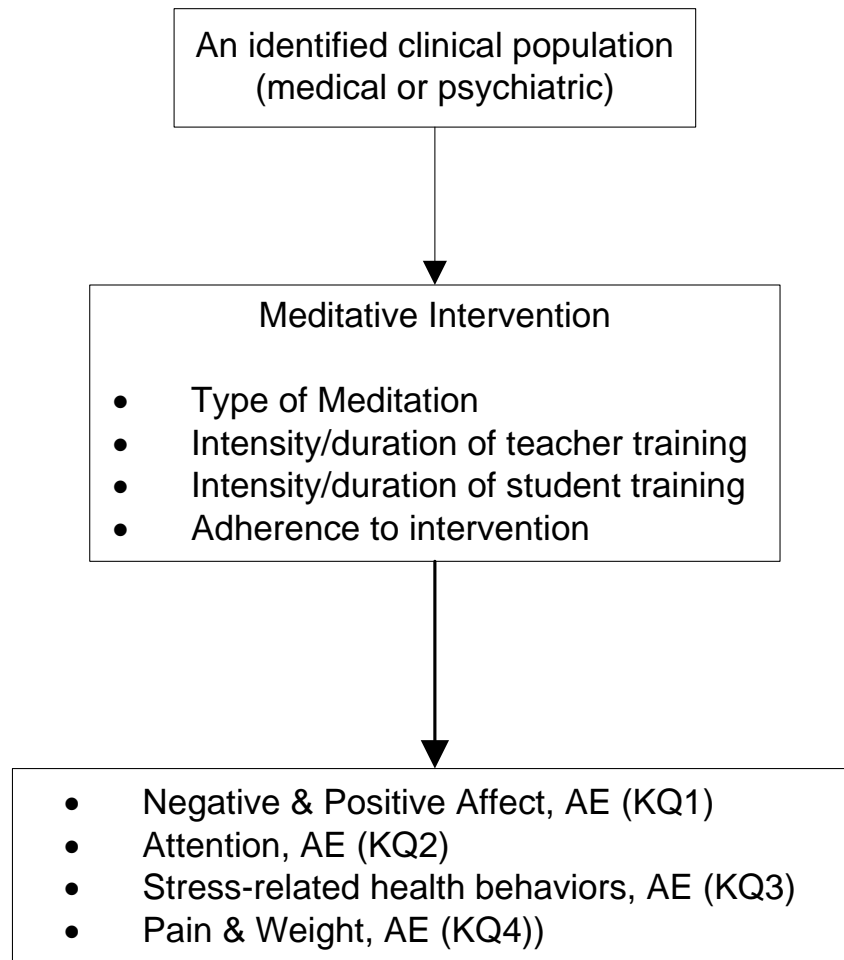 An identified clinical population
(medical or psychiatric)
Meditative Intervention
• Type of Meditation
• Intensity/duration of teacher training
• Intensity/duration of student training
• Adherence to intervention
• Negative & Positive Affect, AE (KQ1)
• Attention, AE (KQ2)
• Stress-related health behaviors, AE (KQ3)
• Pain & Weight, AE (KQ4))